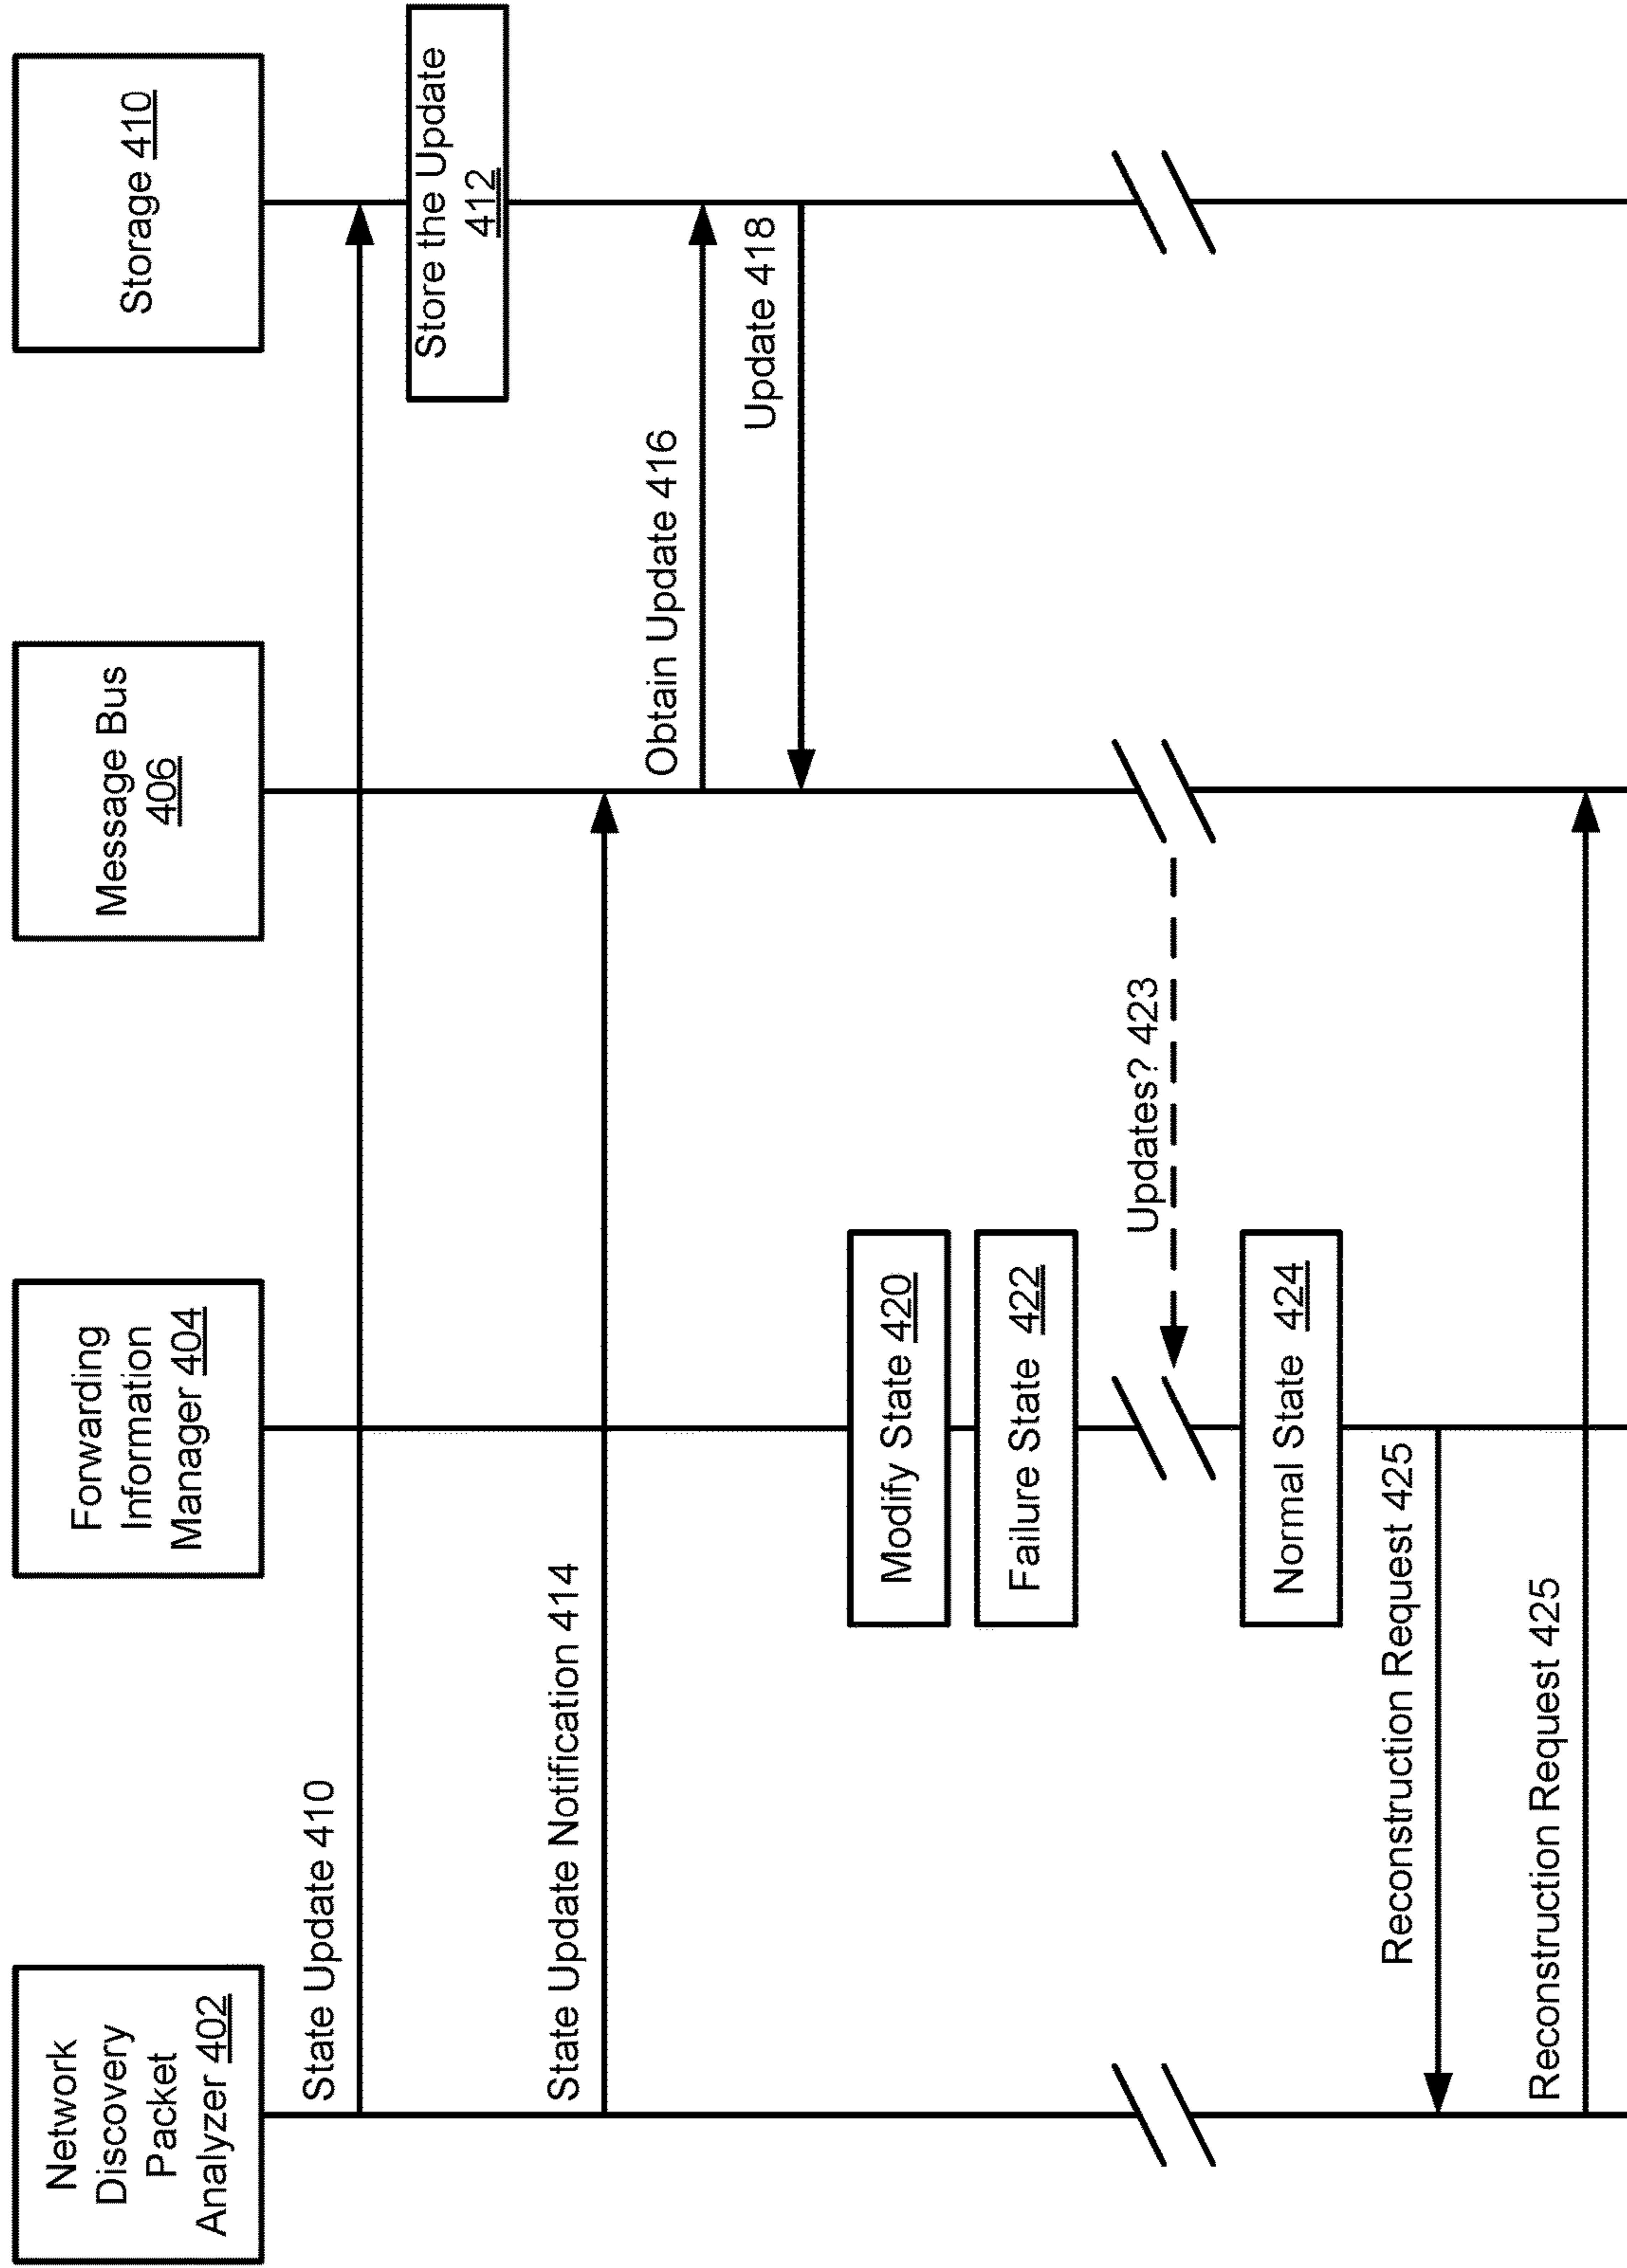 Network
Discovery
Packet
Analyzer 402
Forwarding
Information
Manager 404
Message Bus
406
Storage 410
State Update 410
Store the Update
412
State Update Notification 414
Obtain Update 416
Update 418
Modify State 420
Failure State 422
Updates? 423
Normal State 424
Reconstruction Request 425
Reconstruction Request 425